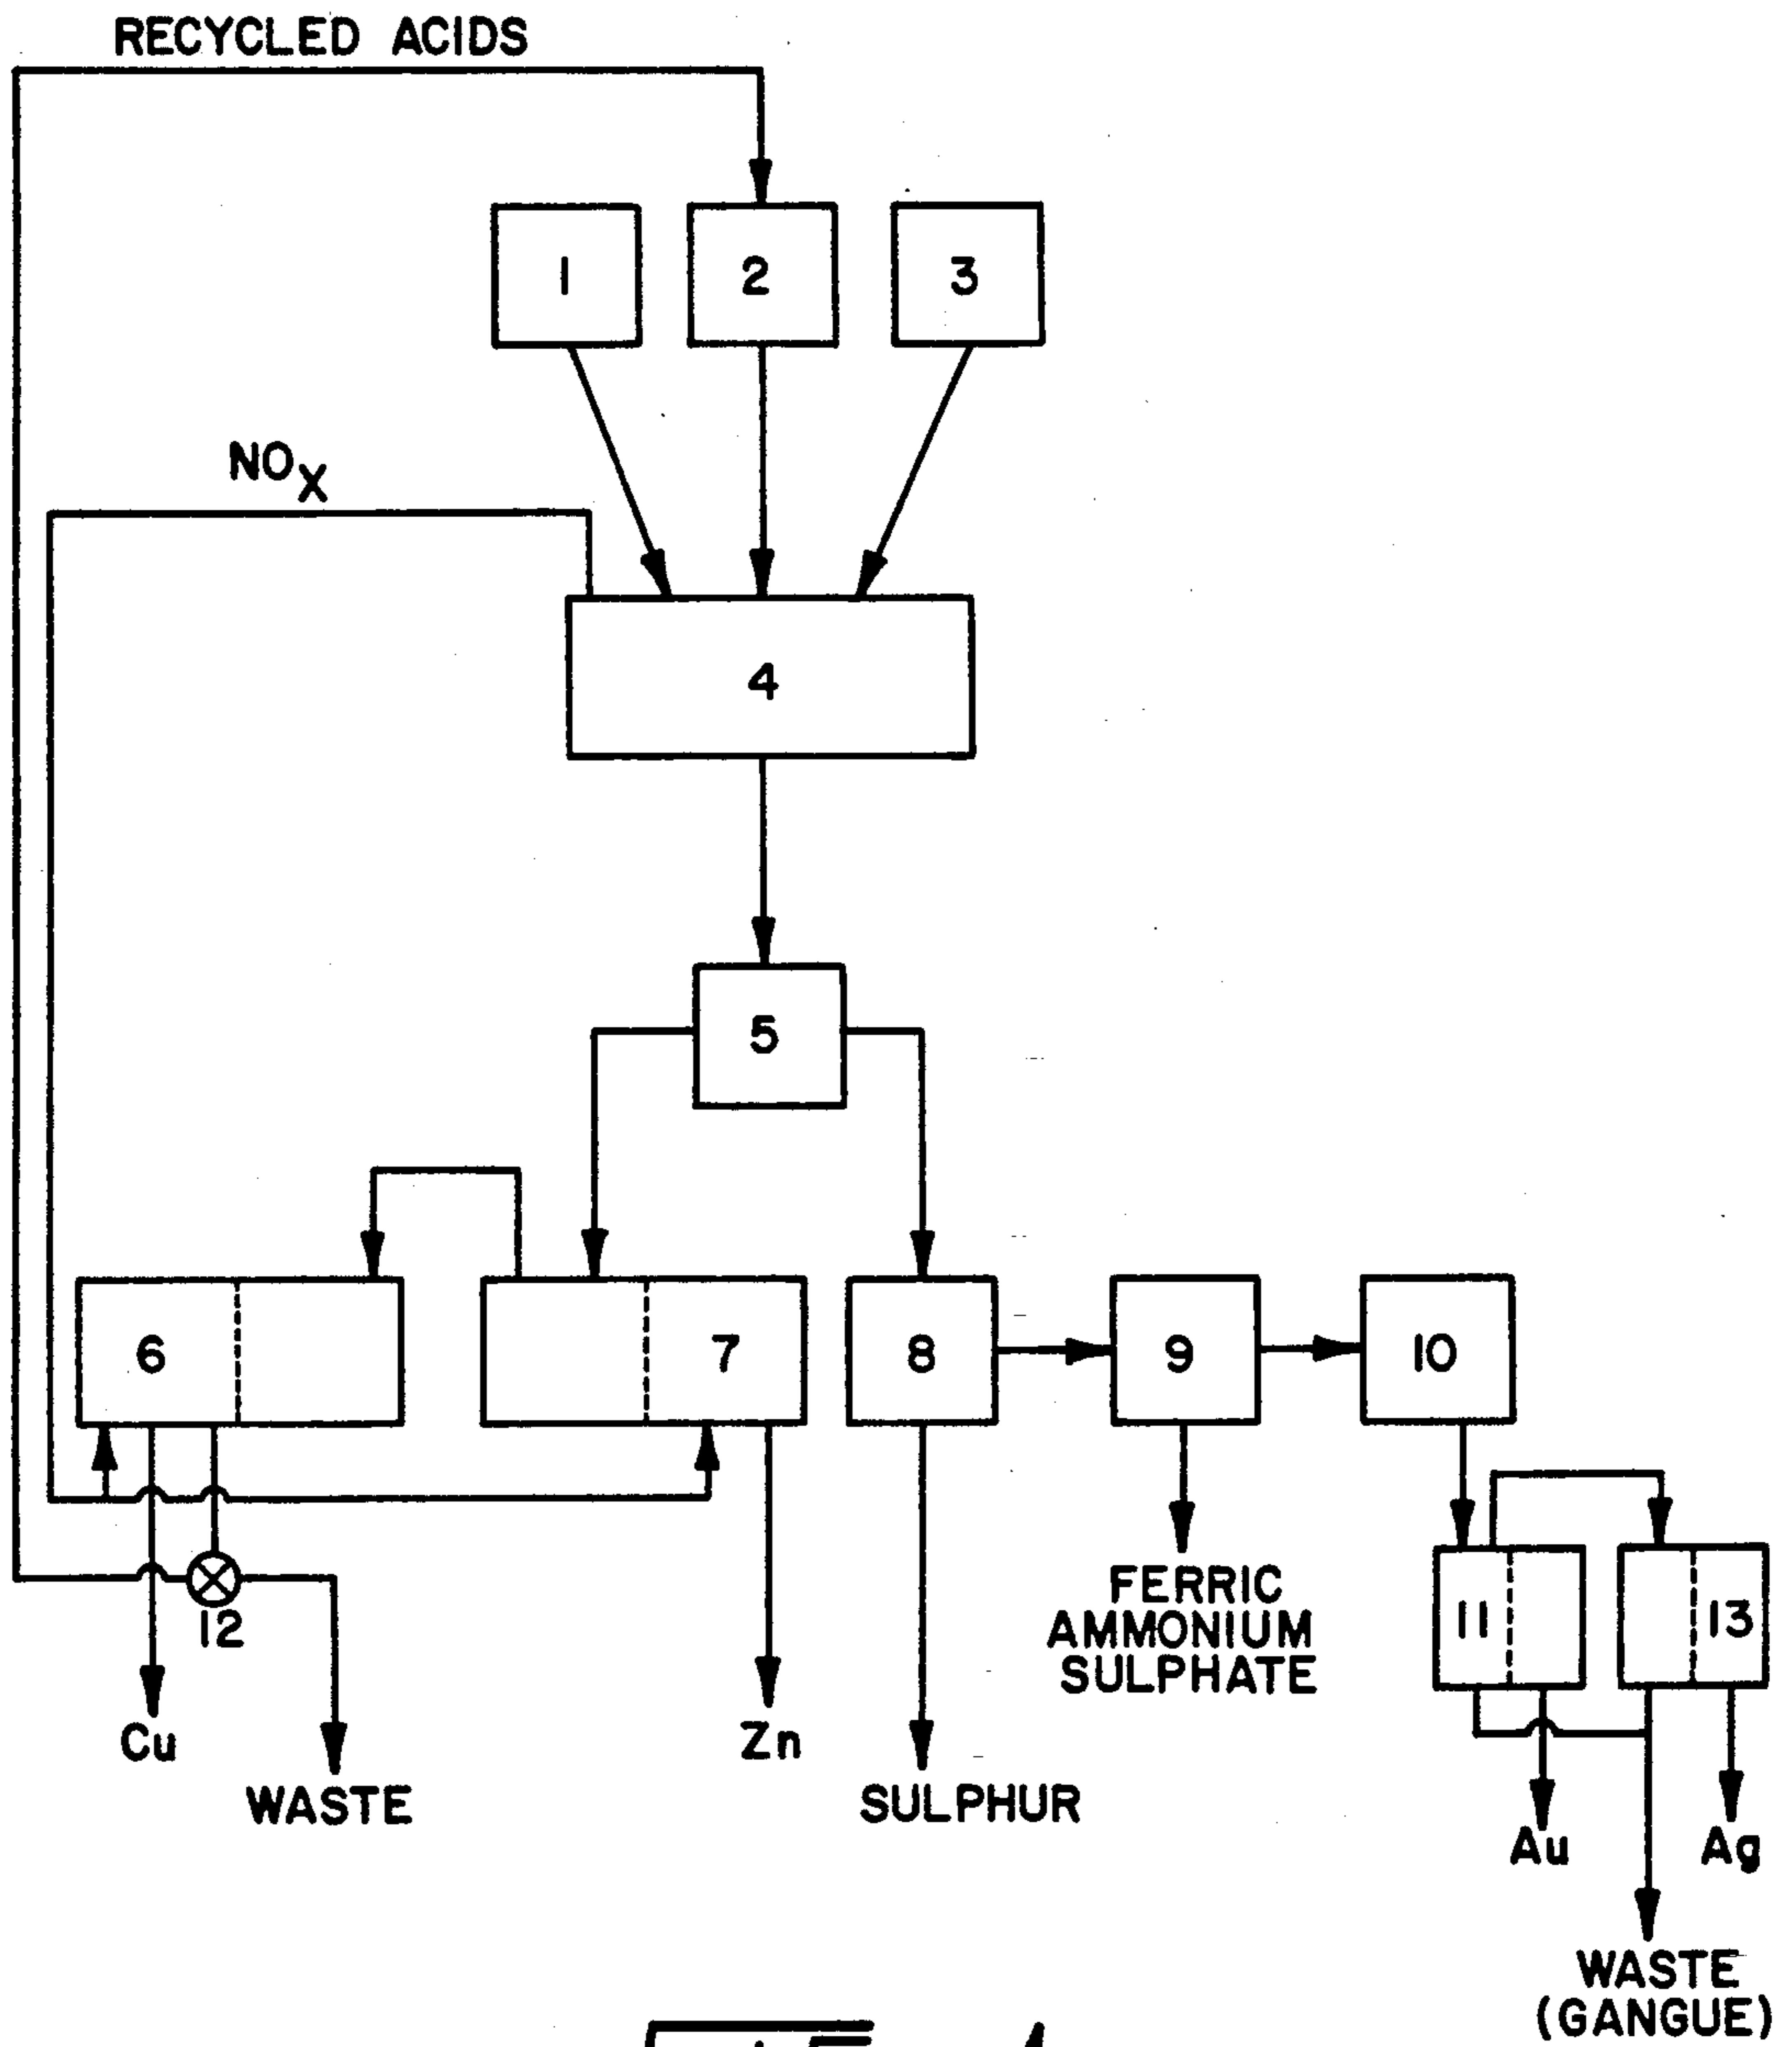 RECYCLED ACIDS
1
2
3
NOX
4
5
6
7
8
9
10
11
13
12
FERRIC
AMMONIUM
SULPHATE
Cu
Zn
WASTE
SULPHUR
Au
Ag
WASTE
(GANGUE)